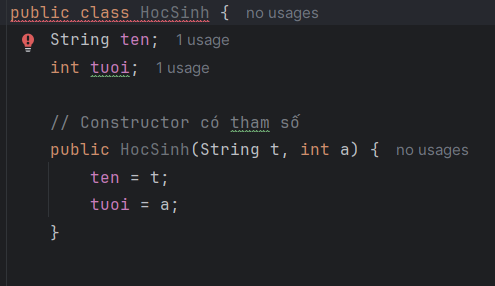 public class HocSinh { no usages
String ten; 1 usage
int tuoi; 1 usage
// Constructor có tham số
public HocSinh(String t, int a) { no usages
ten = t;
tuoi = a;
}